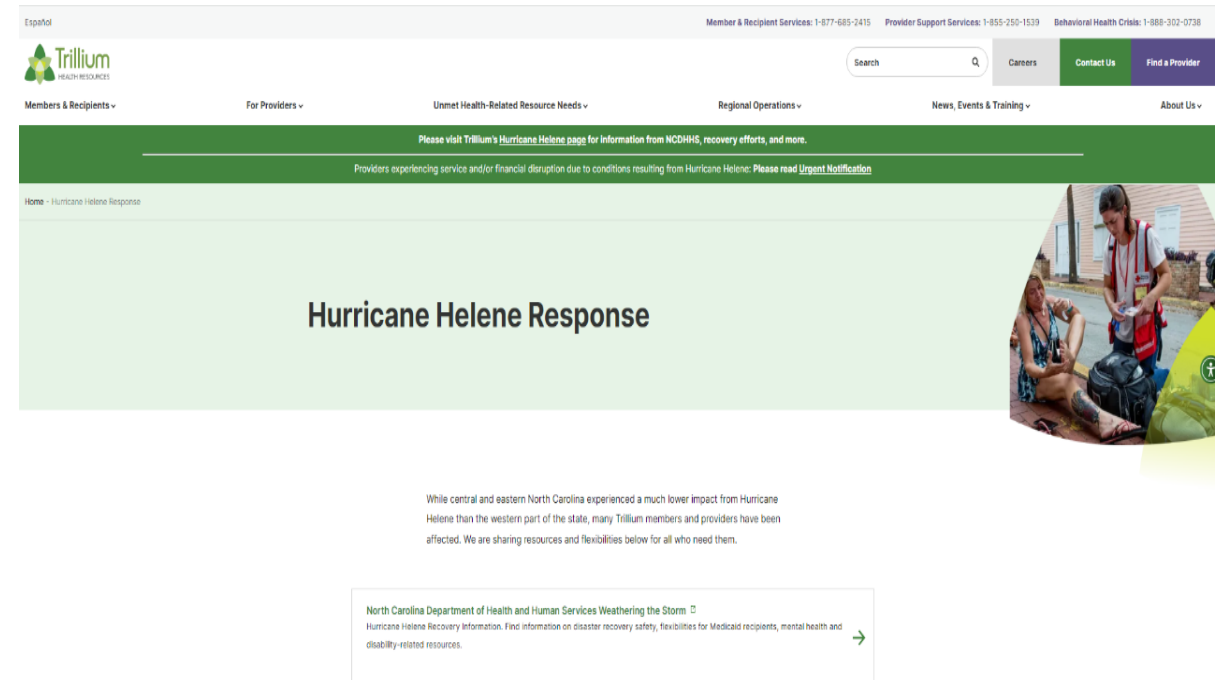 Español
Member & Recipient Services: 1-877-685-2415 Provider Support Services: 1-855-250-1539 Behavioral Health Crisis: 1-888-302-0738
Trillium
HEALTH RESOURCES
Search
Careers
Contact Us
Find a Provider
Members & Recipients
For Providers
Unmet Health-Related Resource Needs
Regional Operations
News, Events & Training
About Us
Please visit Trillium's Hurricane Helene page for information from NCDHHS, recovery efforts, and more.
Providers experiencing service and/or financial disruption due to conditions resulting from Hurricane Helene: Please read Urgent Notification
Home - Hurricane Helene Response
Hurricane Helene Response
While central and eastern North Carolina experienced a much lower impact from Hurricane
Helene than the western part of the state, many Trillium members and providers have been
affected. We are sharing resources and flexibilities below for all who need them.
North Carolina Department of Health and Human Services Weathering the Storm
Hurricane Helene Recovery Information. Find information on disaster recovery safety, flexibilities for Medicaid recipients, mental health and
disability-related resources.